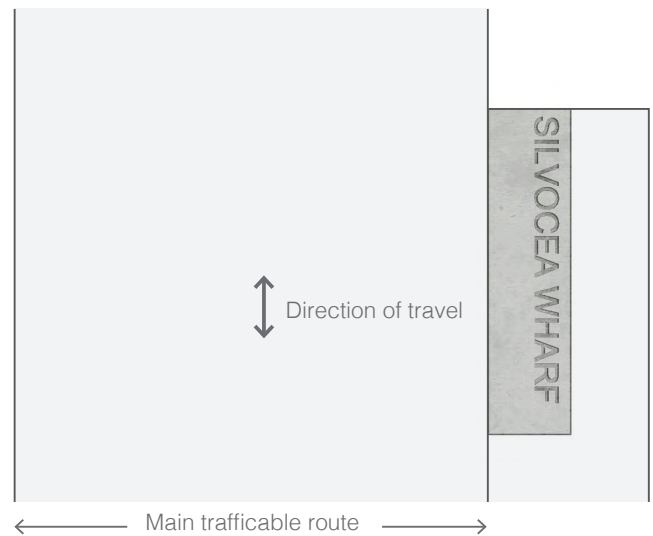 SILVOCEA WHARF
Direction of travel
Main trafficable route